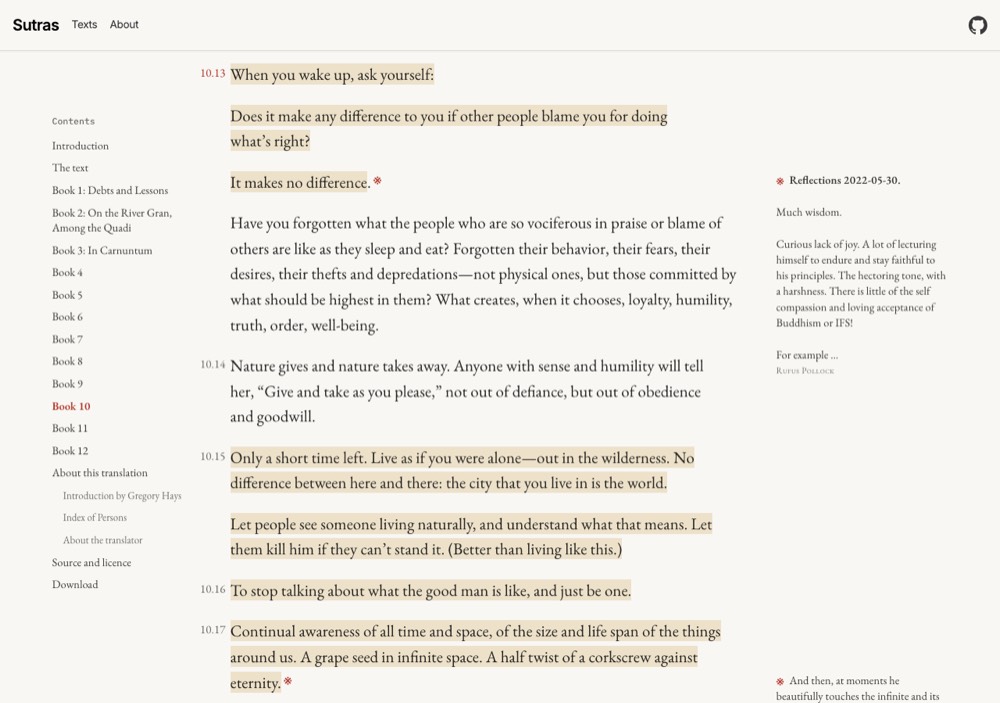 Sutras
Texts
About
Contents
Introduction
The text
Book 1: Debts and Lessons
Book 2: On the River Gran,
Among the Quadi
Book 3: In Carnuntum
Book 4
Book 5
Book 6
Book 7
Book 8
Book 9
Book 10
Book 11
Book 12
About this translation
Introduction by Gregory Hays
Index of Persons
About the translator
Source and licence
Download
10.13 When you wake up, ask yourself:
Does it make any difference to you if other people blame you for doing
what’s right?
It makes no difference. ※
Have you forgotten what the people who are so vociferous in praise or blame of
others are like as they sleep and eat? Forgotten their behavior, their fears, their
desires, their thefts and depredations—not physical ones, but those committed by
what should be highest in them? What creates, when it chooses, loyalty, humility,
truth, order, well-being.
10.14 Nature gives and nature takes away. Anyone with sense and humility will tell
her, “Give and take as you please,” not out of defiance, but out of obedience
and goodwill.
10.15 Only a short time left. Live as if you were alone—out in the wilderness. No
difference between here and there: the city that you live in is the world.
Let people see someone living naturally, and understand what that means. Let
them kill him if they can’t stand it. (Better than living like this.)
10.16 To stop talking about what the good man is like, and just be one.
10.17 Continual awareness of all time and space, of the size and life span of the things
around us. A grape seed in infinite space. A half twist of a corkscrew against
eternity. ※
※ Reflections 2022-05-30.
Much wisdom.
Curious lack of joy. A lot of lecturing
himself to endure and stay faithful to
his principles. The hectoring tone, with
a harshness. There is little of the self
compassion and loving acceptance of
Buddhism or IFS!
For example ...
Rufus Pollock
※ And then, at moments he
beautifully touches the infinite and its